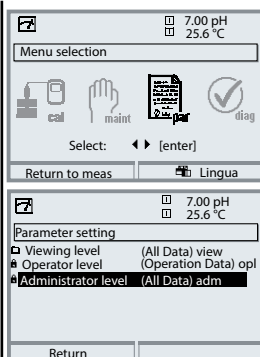 7.00 pH
25.6 °C
Menu selection
cal maint par diag
Select: [enter]
Return to meas Lingua
7.00 pH
25.6 °C
Parameter setting
Viewing level (All Data) view
Operator level (Operation Data) opl
Administrator level (All Data) adm
Return